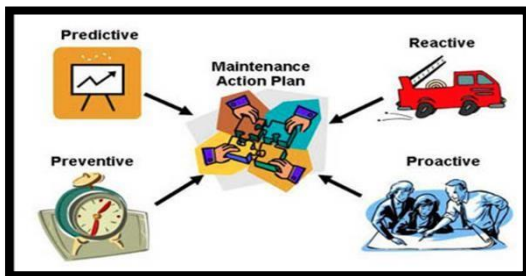 Predictive
Reactive
Maintenance
Action Plan
Preventive
Proactive